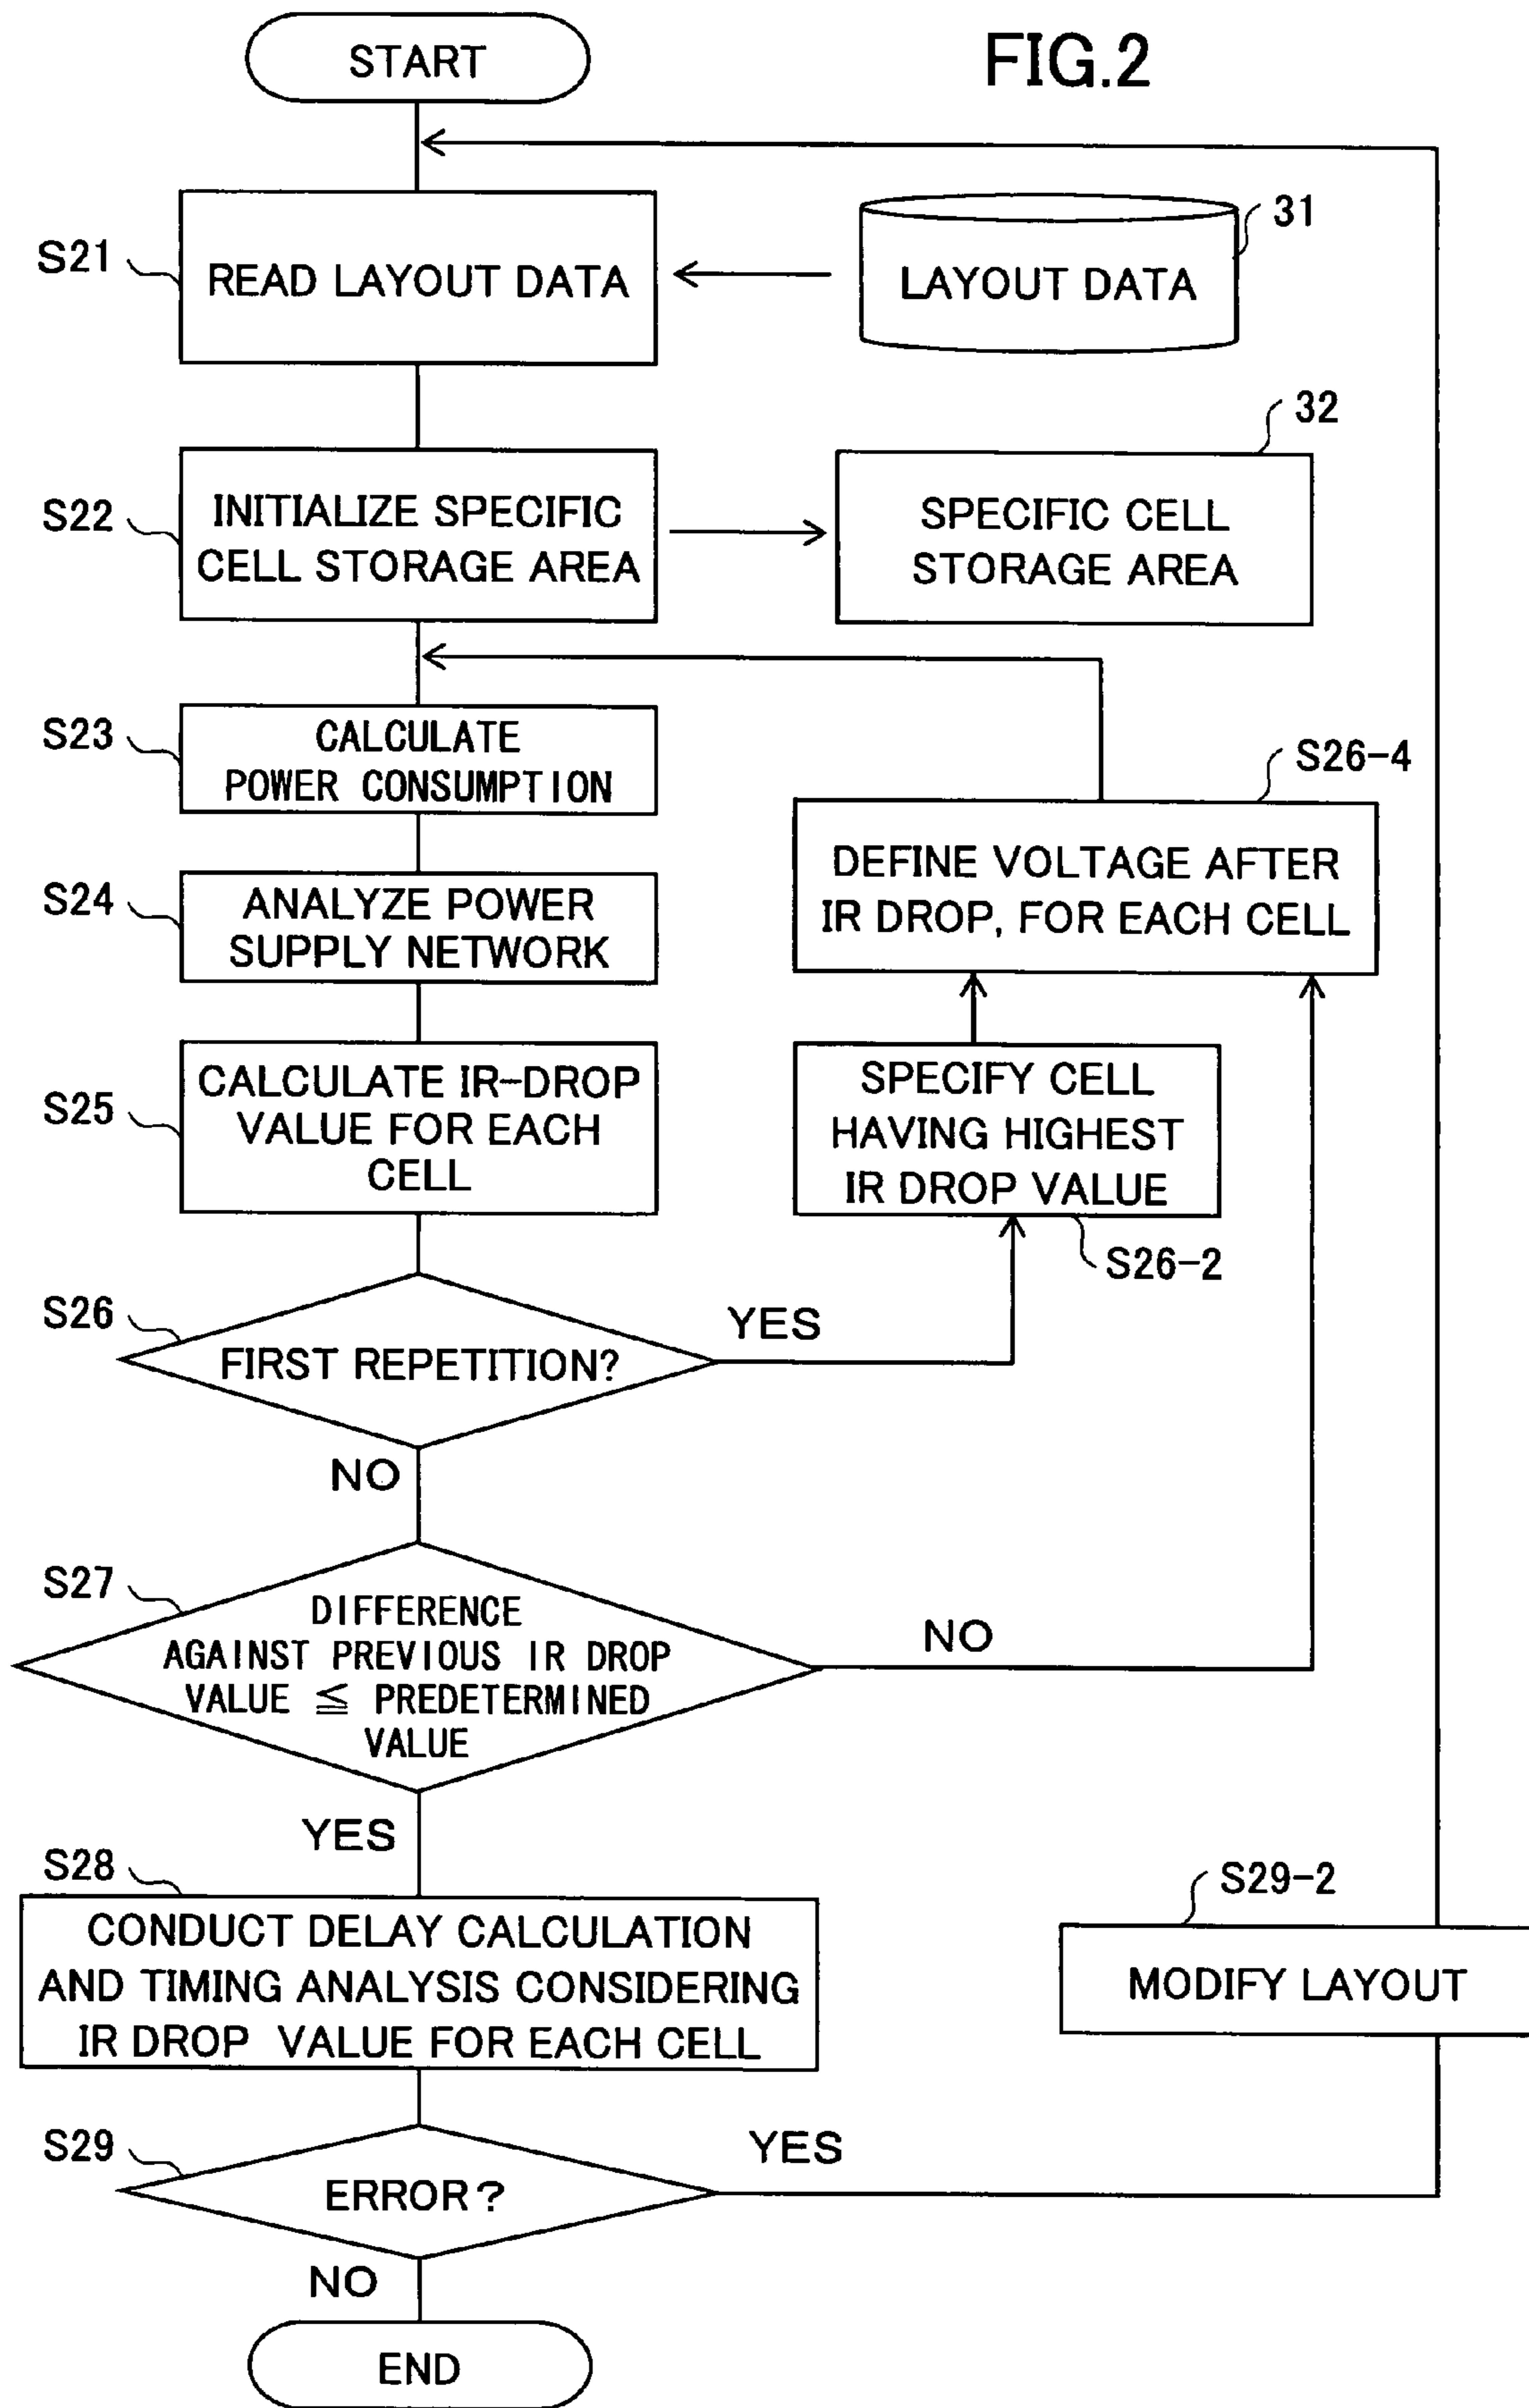 FIG.2
START
S21
READ LAYOUT DATA
31
LAYOUT DATA
S22
INITIALIZE SPECIFIC
CELL STORAGE AREA
32
SPECIFIC CELL
STORAGE AREA
S23
CALCULATE
POWER CONSUMPTION
S24
ANALYZE POWER
SUPPLY NETWORK
S26-4
DEFINE VOLTAGE AFTER
IR DROP, FOR EACH CELL
S25
CALCULATE IR-DROP
VALUE FOR EACH
CELL
SPECIFY CELL
HAVING HIGHEST
IR DROP VALUE
S26-2
S26
FIRST REPETITION?
YES
NO
S27
DIFFERENCE
AGAINST PREVIOUS IR DROP
VALUE ≦ PREDETERMINED
VALUE
NO
YES
S28
CONDUCT DELAY CALCULATION
AND TIMING ANALYSIS CONSIDERING
IR DROP VALUE FOR EACH CELL
S29-2
MODIFY LAYOUT
S29
ERROR?
YES
NO
END